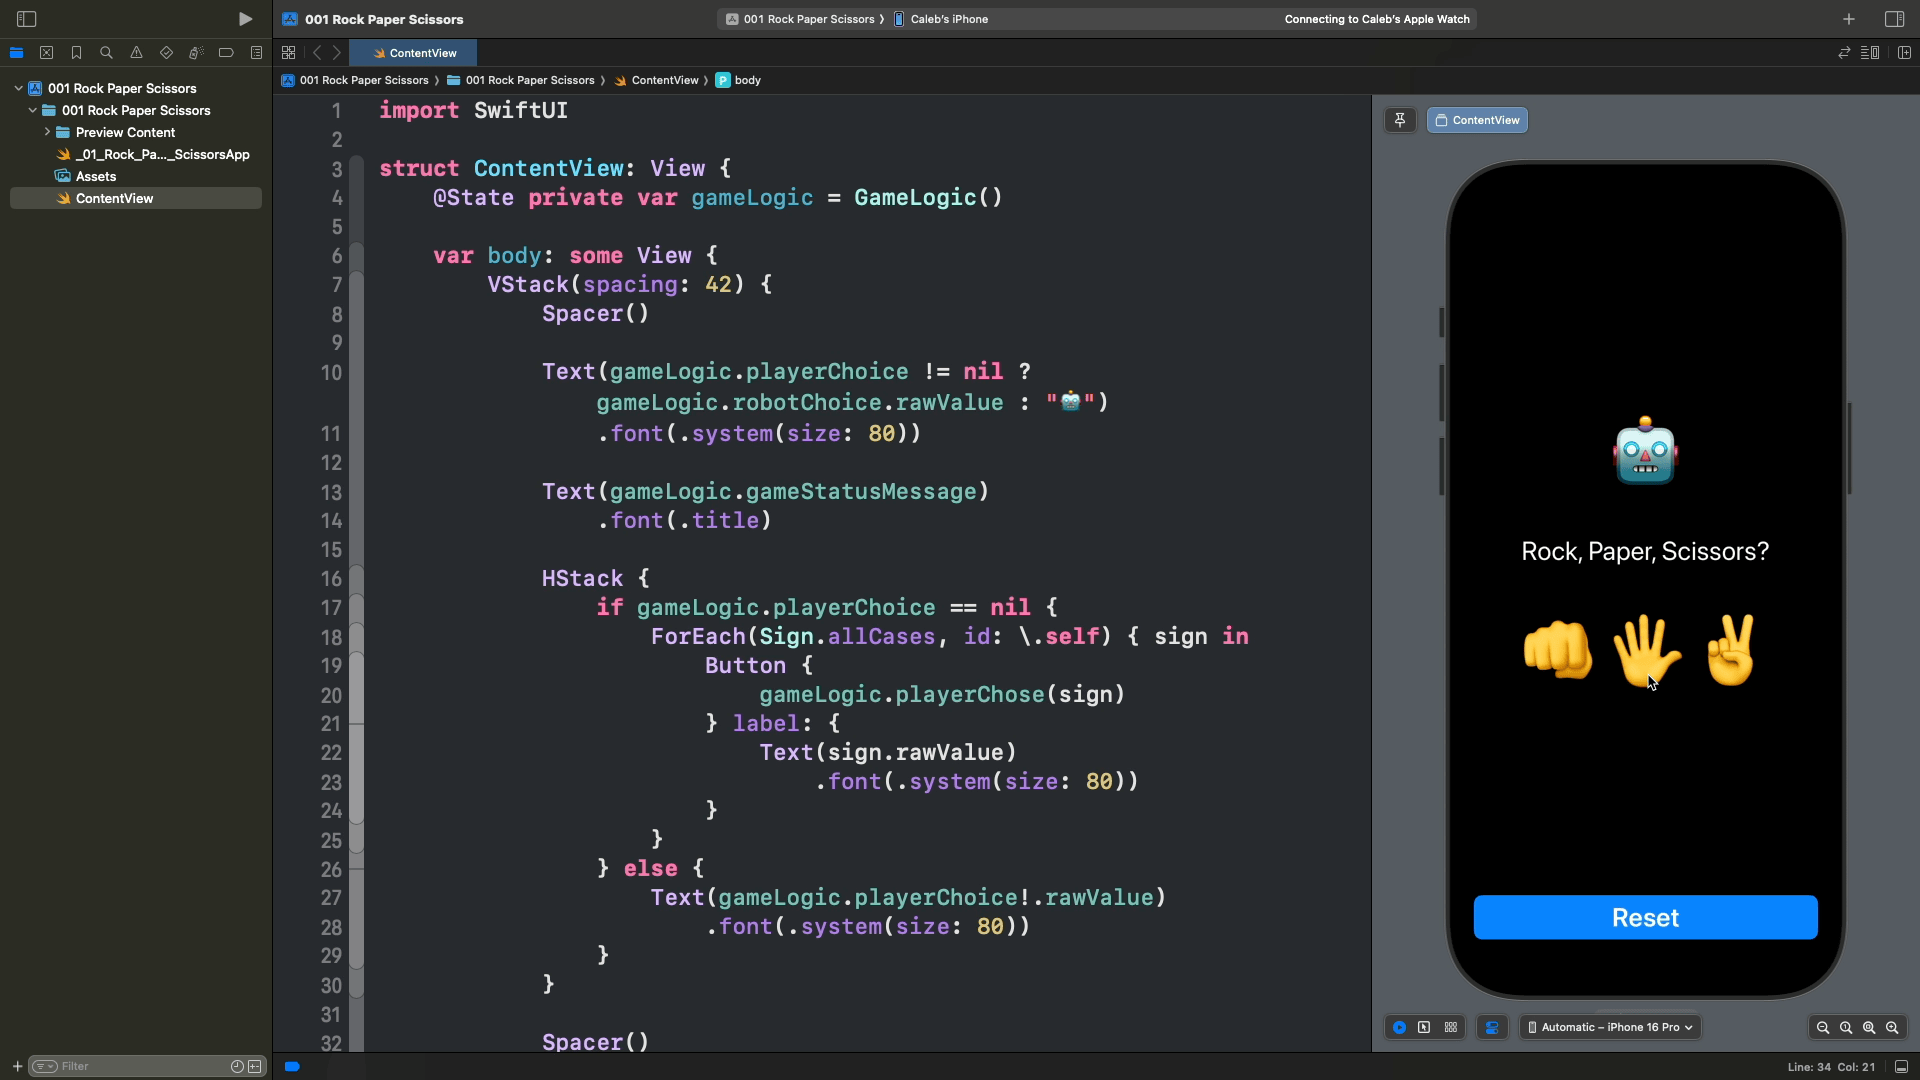 001 Rock Paper Scissors
001 Rock Paper Scissors ⟩ Caleb's iPhone
Connecting to Caleb's Apple Watch
ContentView
001 Rock Paper Scissors ⟩ 001 Rock Paper Scissors ⟩ ContentView ⟩ P body
001 Rock Paper Scissors
001 Rock Paper Scissors
Preview Content
_01_Rock_Pa..._ScissorsApp
Assets
ContentView
1 import SwiftUI
2
3 struct ContentView: View {
4 @State private var gameLogic = GameLogic()
5
6 var body: some View {
7 VStack(spacing: 42) {
8 Spacer()
9
10 Text(gameLogic.playerChoice != nil ?
gameLogic.robotChoice.rawValue : "🤖")
11 .font(.system(size: 80))
12
13 Text(gameLogic.gameStatusMessage)
14 .font(.title)
15
16 HStack {
17 if gameLogic.playerChoice == nil {
18 ForEach(Sign.allCases, id: \.self) { sign in
19 Button {
20 gameLogic.playerChose(sign)
21 } label: {
22 Text(sign.rawValue)
23 .font(.system(size: 80))
24 }
25 }
26 } else {
27 Text(gameLogic.playerChoice!.rawValue)
28 .font(.system(size: 80))
29 }
30 }
31
32 Spacer()
ContentView
Rock, Paper, Scissors?
Reset
Automatic – iPhone 16 Pro
Filter
Line: 34 Col: 21